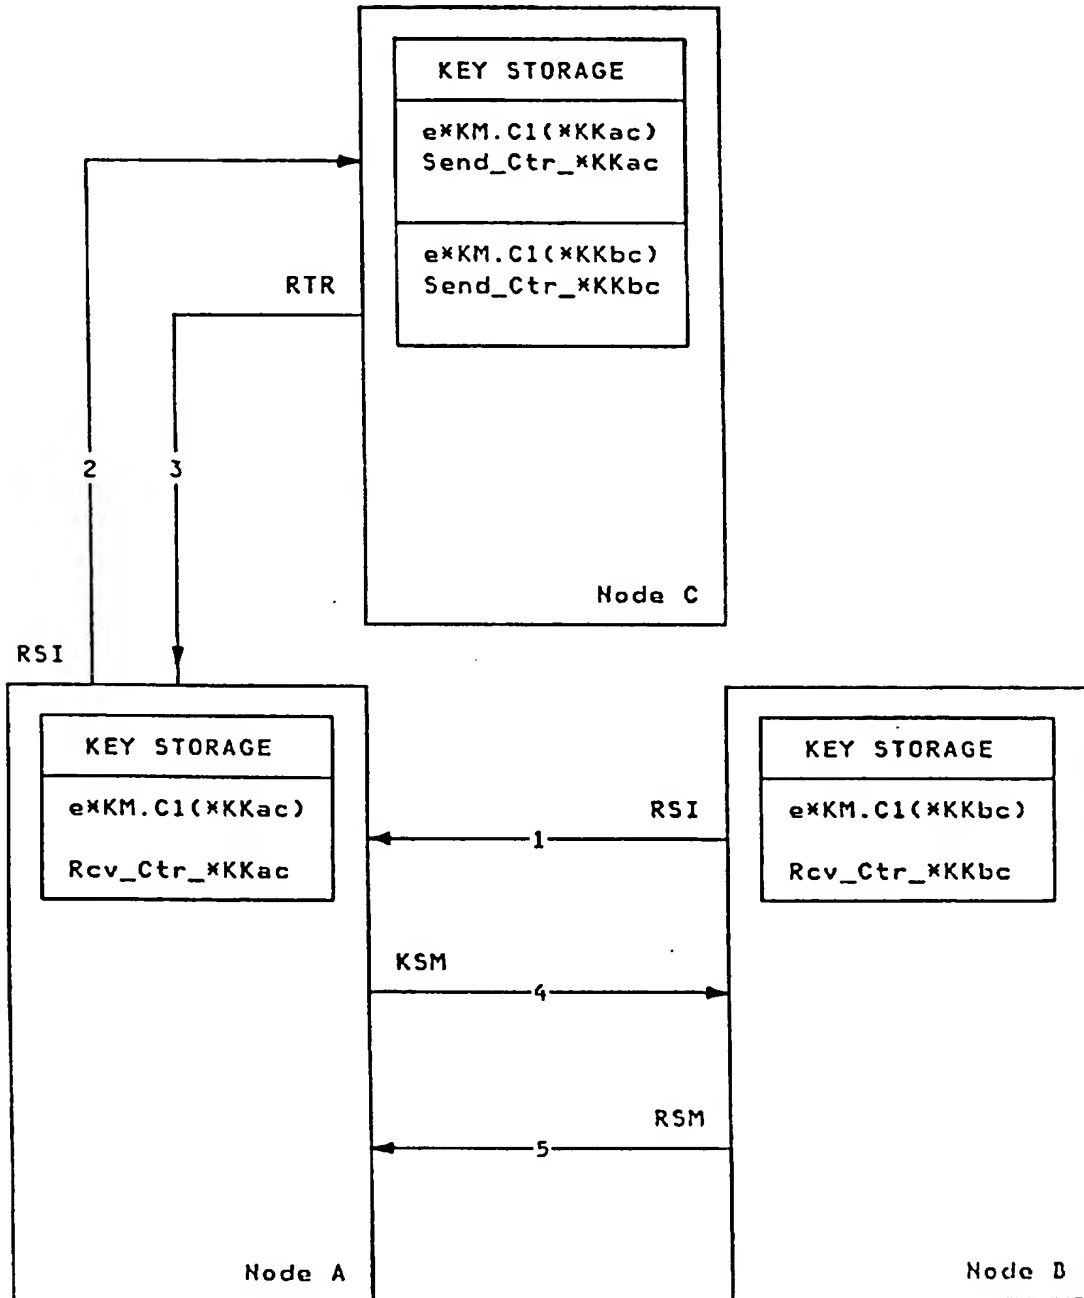 KEY STORAGE
e*KM.C1(*KKac)
Send_Ctr_*KKac
e*KM.C1(*KKbc)
Send_Ctr_*KKbc
RTR
2
3
Node C
RSI
KEY STORAGE
e*KM.C1(*KKac)
Rcv_Ctr_*KKac
KEY STORAGE
e*KM.C1(*KKbc)
Rcv_Ctr_*KKbc
RSI
1
KSM
4
RSM
5
Node A
Node B